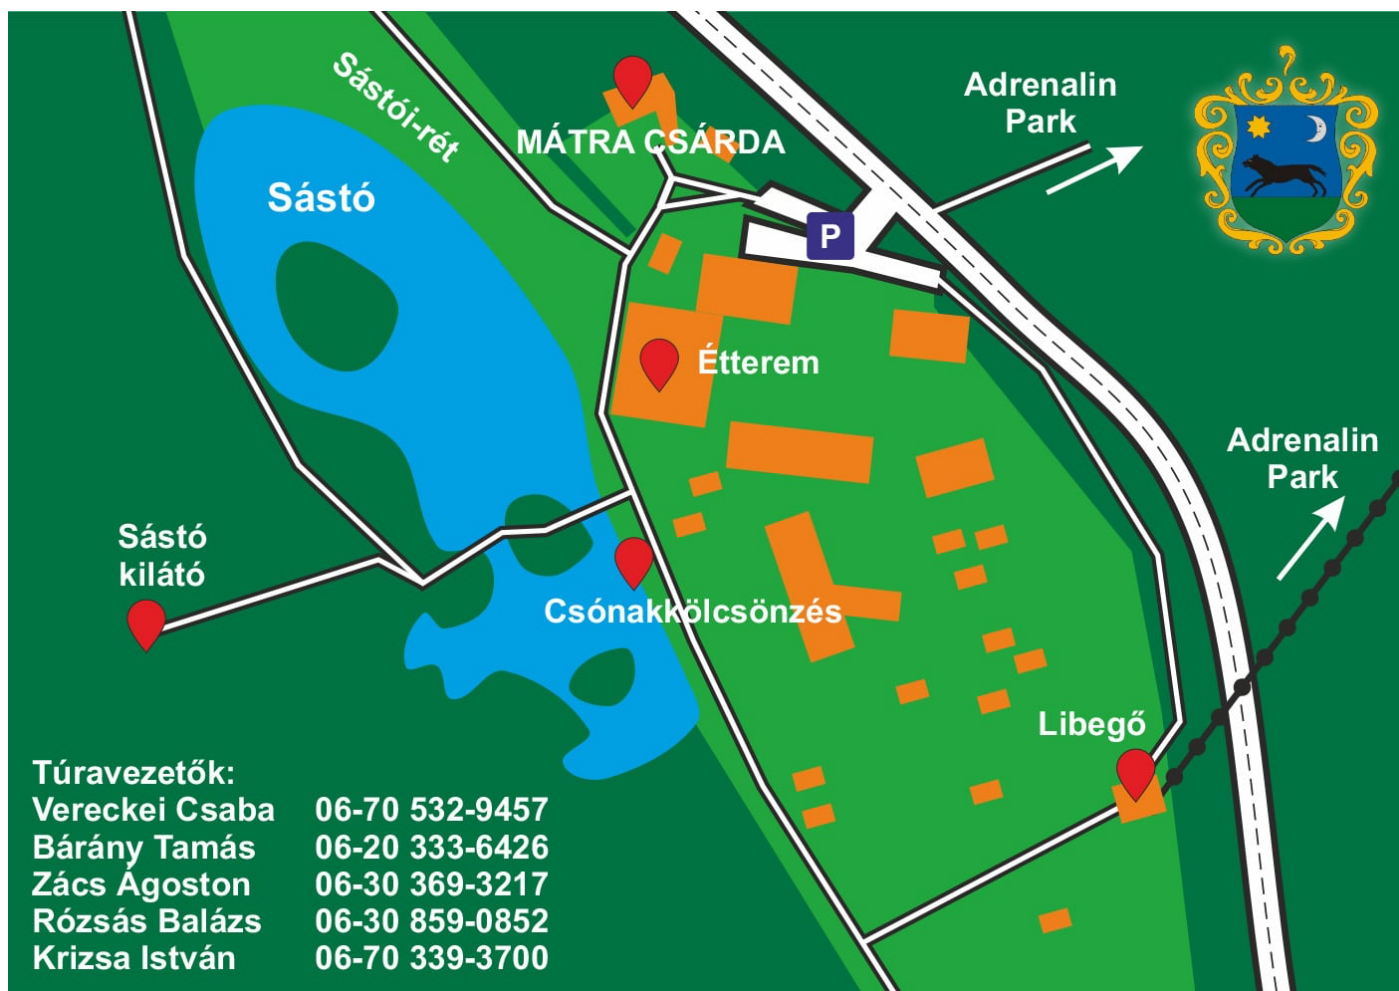 Adrenalin
Park
Sástói-rét
MÁTRA CSÁRDA
Sástó
P
Étterem
Adrenalin
Park
Sástó
kilátó
Csónakkölcsönzés
Libegő
Túravezetők:
Vereckei Csaba 06-70 532-9457
Bárány Tamás 06-20 333-6426
Zács Ágoston 06-30 369-3217
Rózsás Balázs 06-30 859-0852
Krizsa István 06-70 339-3700